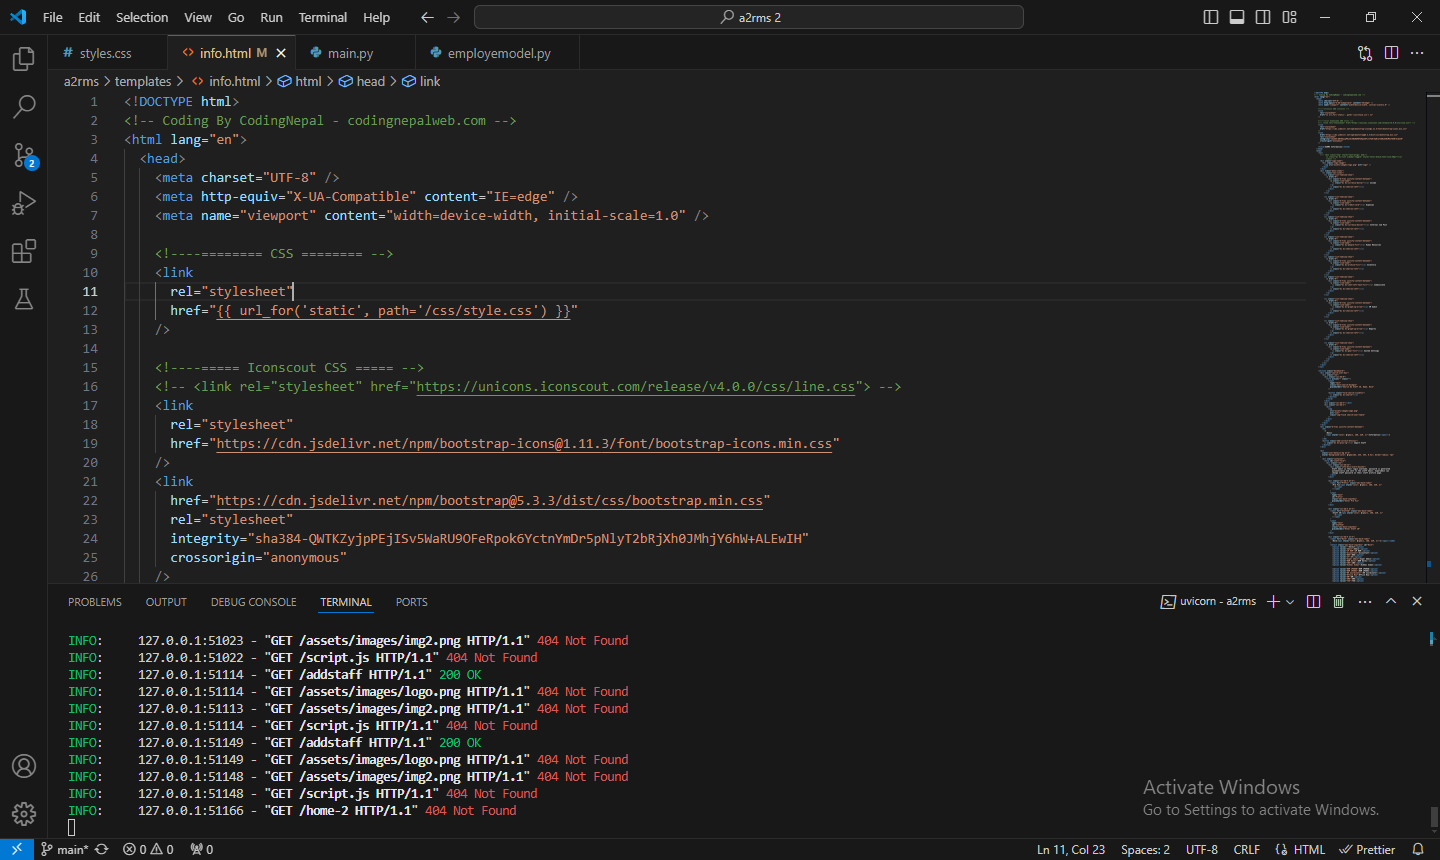 File Edit Selection View Go Run Terminal Help a2rms 2
styles.css info.html M main.py employemodel.py
a2rms > templates > info.html > html > head > link
1 <!DOCTYPE html>
2 <!-- Coding By CodingNepal - codingnepalweb.com -->
3 <html lang="en">
4 <head>
5 <meta charset="UTF-8" />
6 <meta http-equiv="X-UA-Compatible" content="IE=edge" />
7 <meta name="viewport" content="width=device-width, initial-scale=1.0" />
8
9 <!----======== CSS ======== -->
10 <link
11 rel="stylesheet"
12 href="{{ url_for('static', path='/css/style.css') }}"
13 />
14
15 <!----===== Iconscout CSS ===== -->
16 <!-- <link rel="stylesheet" href="https://unicons.iconscout.com/release/v4.0.0/css/line.css"> -->
17 <link
18 rel="stylesheet"
19 href="https://cdn.jsdelivr.net/npm/bootstrap-icons@1.11.3/font/bootstrap-icons.min.css"
20 />
21 <link
22 href="https://cdn.jsdelivr.net/npm/bootstrap@5.3.3/dist/css/bootstrap.min.css"
23 rel="stylesheet"
24 integrity="sha384-QWTKZyjpPEjISv5WaRU9OFeRpok6YctnYmDr5pNlyT2bRjXh0JMhjY6hW+ALEwIH"
25 crossorigin="anonymous"
26 />
2
PROBLEMS OUTPUT DEBUG CONSOLE TERMINAL PORTS uvicorn - a2rms
INFO: 127.0.0.1:51023 - "GET /assets/images/img2.png HTTP/1.1" 404 Not Found
INFO: 127.0.0.1:51022 - "GET /script.js HTTP/1.1" 404 Not Found
INFO: 127.0.0.1:51114 - "GET /addstaff HTTP/1.1" 200 OK
INFO: 127.0.0.1:51114 - "GET /assets/images/logo.png HTTP/1.1" 404 Not Found
INFO: 127.0.0.1:51113 - "GET /assets/images/img2.png HTTP/1.1" 404 Not Found
INFO: 127.0.0.1:51114 - "GET /script.js HTTP/1.1" 404 Not Found
INFO: 127.0.0.1:51149 - "GET /addstaff HTTP/1.1" 200 OK
INFO: 127.0.0.1:51149 - "GET /assets/images/logo.png HTTP/1.1" 404 Not Found
INFO: 127.0.0.1:51148 - "GET /assets/images/img2.png HTTP/1.1" 404 Not Found
INFO: 127.0.0.1:51148 - "GET /script.js HTTP/1.1" 404 Not Found
INFO: 127.0.0.1:51166 - "GET /home-2 HTTP/1.1" 404 Not Found
Activate Windows
Go to Settings to activate Windows.
main* 0 0 0 Ln 11, Col 23 Spaces: 2 UTF-8 CRLF HTML Prettier